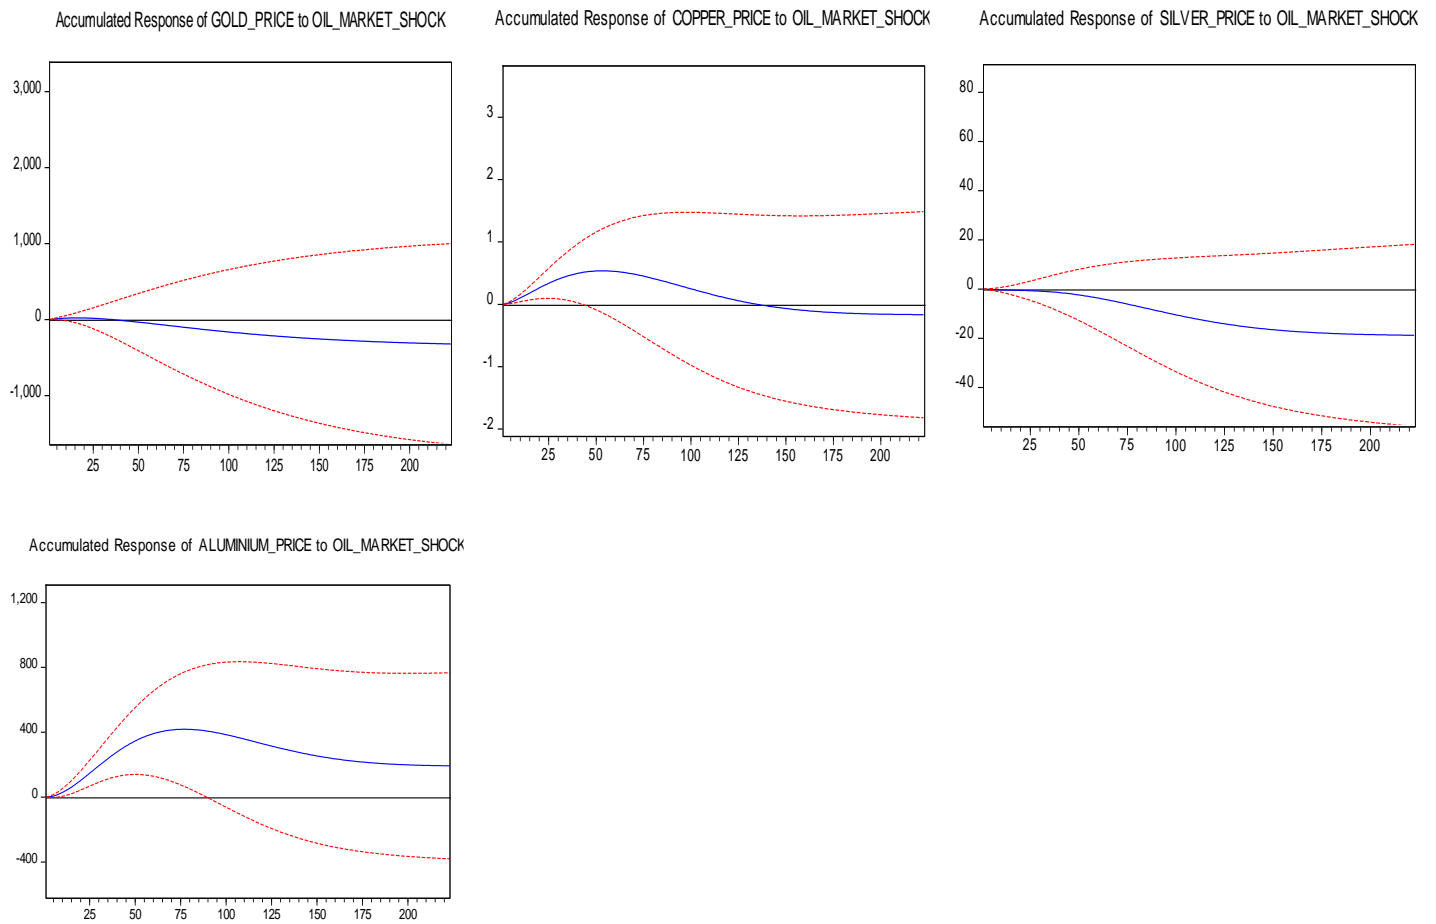 Accumulated Response of GOLD_PRICE to OIL_MARKET_SHOCK
3,000
2,000
1,000
0
-1,000
25 50 75 100 125 150 175 200
Accumulated Response of COPPER_PRICE to OIL_MARKET_SHOCK
3
2
1
0
-1
-2
25 50 75 100 125 150 175 200
Accumulated Response of SILVER_PRICE to OIL_MARKET_SHOCK
80
60
40
20
0
-20
-40
25 50 75 100 125 150 175 200
Accumulated Response of ALUMINIUM_PRICE to OIL_MARKET_SHOCK
1,200
800
400
0
-400
25 50 75 100 125 150 175 200